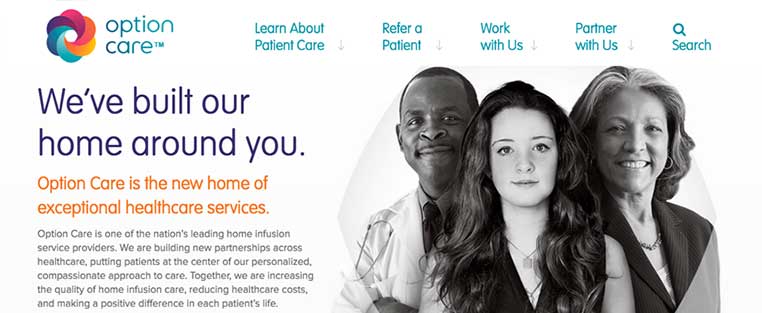 option
care™
Learn About
Patient Care ↓
Refer a
Patient ↓
Work
with Us ↓
Partner
with Us ↓
Search
We've built our
home around you.
Option Care is the new home of
exceptional healthcare services.
Option Care is one of the nation's leading home infusion
service providers. We are building new partnerships across
healthcare, putting patients at the center of our personalized,
compassionate approach to care. Together, we are increasing
the quality of home infusion care, reducing healthcare costs,
and making a positive difference in each patient's life.